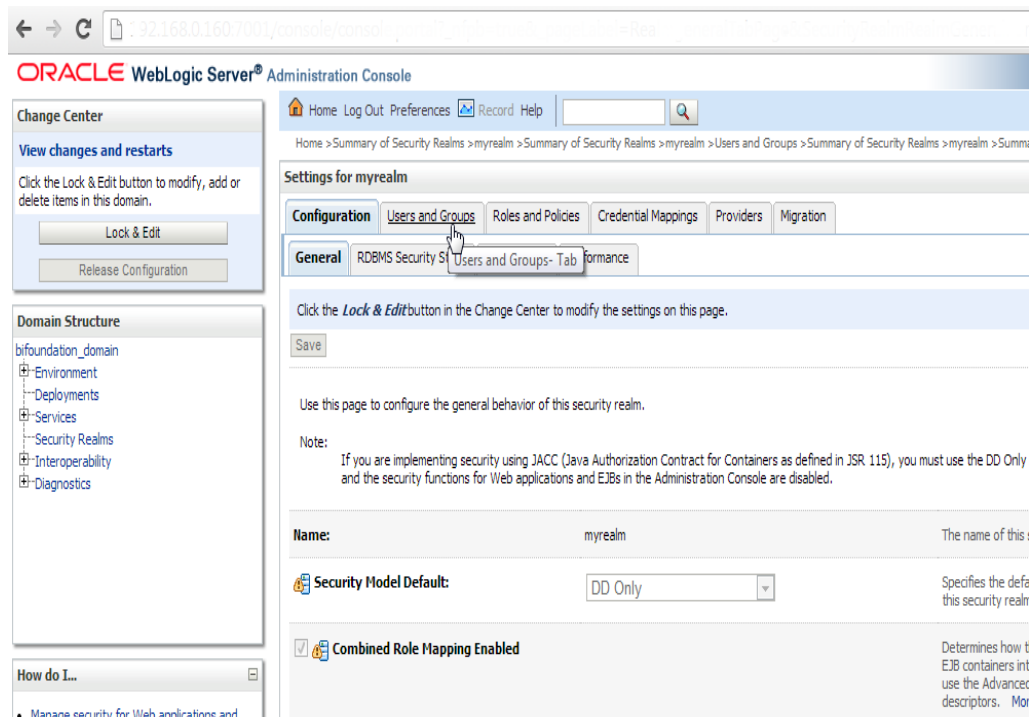 92.168.0.160:7001/console/consol
ORACLE WebLogic Server® Administration Console
Change Center
View changes and restarts
Click the Lock & Edit button to modify, add or
delete items in this domain.
Lock & Edit
Release Configuration
Domain Structure
bifoundation_domain
Environment
Deployments
Services
Security Realms
Interoperability
Diagnostics
How do I...
Manage security for Web applications and
Home Log Out Preferences Record Help
Home >Summary of Security Realms >myrealm >Summary of Security Realms >myrealm >Users and Groups >Summary of Security Realms >myrealm >Summa
Settings for myrealm
Configuration Users and Groups Roles and Policies Credential Mappings Providers Migration
General RDBMS Security St formance
Users and Groups- Tab
Click the Lock & Edit button in the Change Center to modify the settings on this page.
Save
Use this page to configure the general behavior of this security realm.
Note:
If you are implementing security using JACC (Java Authorization Contract for Containers as defined in JSR 115), you must use the DD Only
and the security functions for Web applications and EJBs in the Administration Console are disabled.
Name: myrealm The name of this s
Security Model Default: DD Only Specifies the defa
this security realm
Combined Role Mapping Enabled Determines how t
EJB containers int
use the Advanced
descriptors. Mor